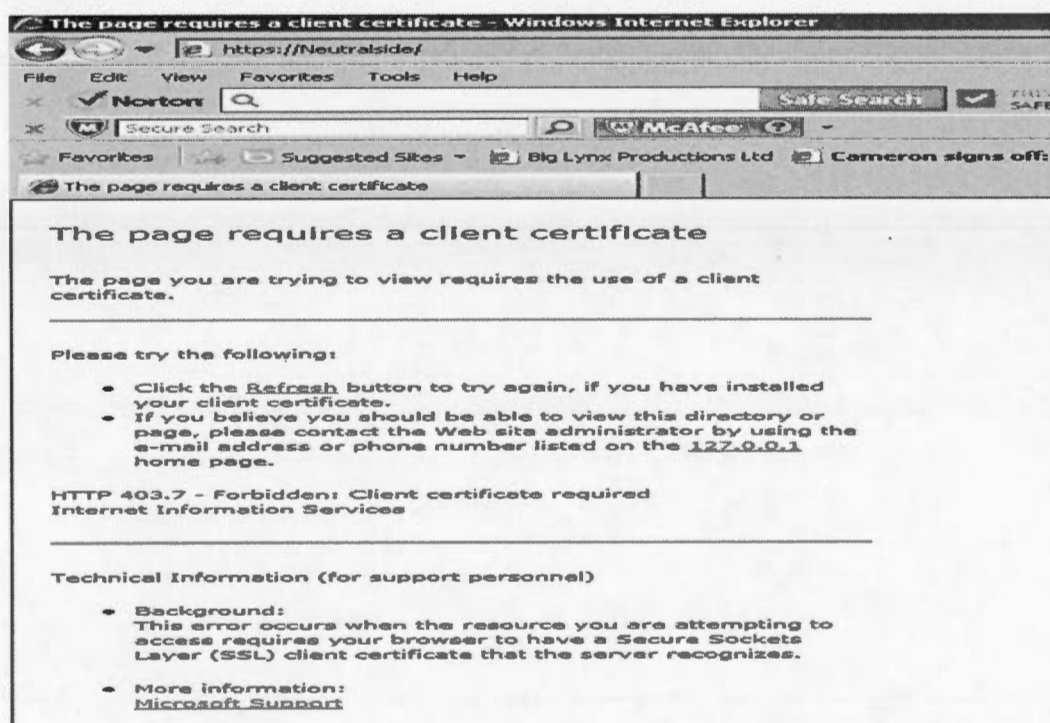 The page requires a client certificate - Windows Internet Explorer
https://Neutralside/
File Edit View Favorites Tools Help
Norton Safe Search SAFE
Secure Search McAfee ?
Favorites Suggested Sites Big Lynx Productions Ltd Cameron signs off:
The page requires a client certificate
The page requires a client certificate
The page you are trying to view requires the use of a client
certificate.
Please try the following:
• Click the Refresh button to try again, if you have installed
your client certificate.
• If you believe you should be able to view this directory or
page, please contact the Web site administrator by using the
e-mail address or phone number listed on the 127.0.0.1
home page.
HTTP 403.7 - Forbidden: Client certificate required
Internet Information Services
Technical Information (for support personnel)
• Background:
This error occurs when the resource you are attempting to
access requires your browser to have a Secure Sockets
Layer (SSL) client certificate that the server recognizes.
• More information:
Microsoft Support